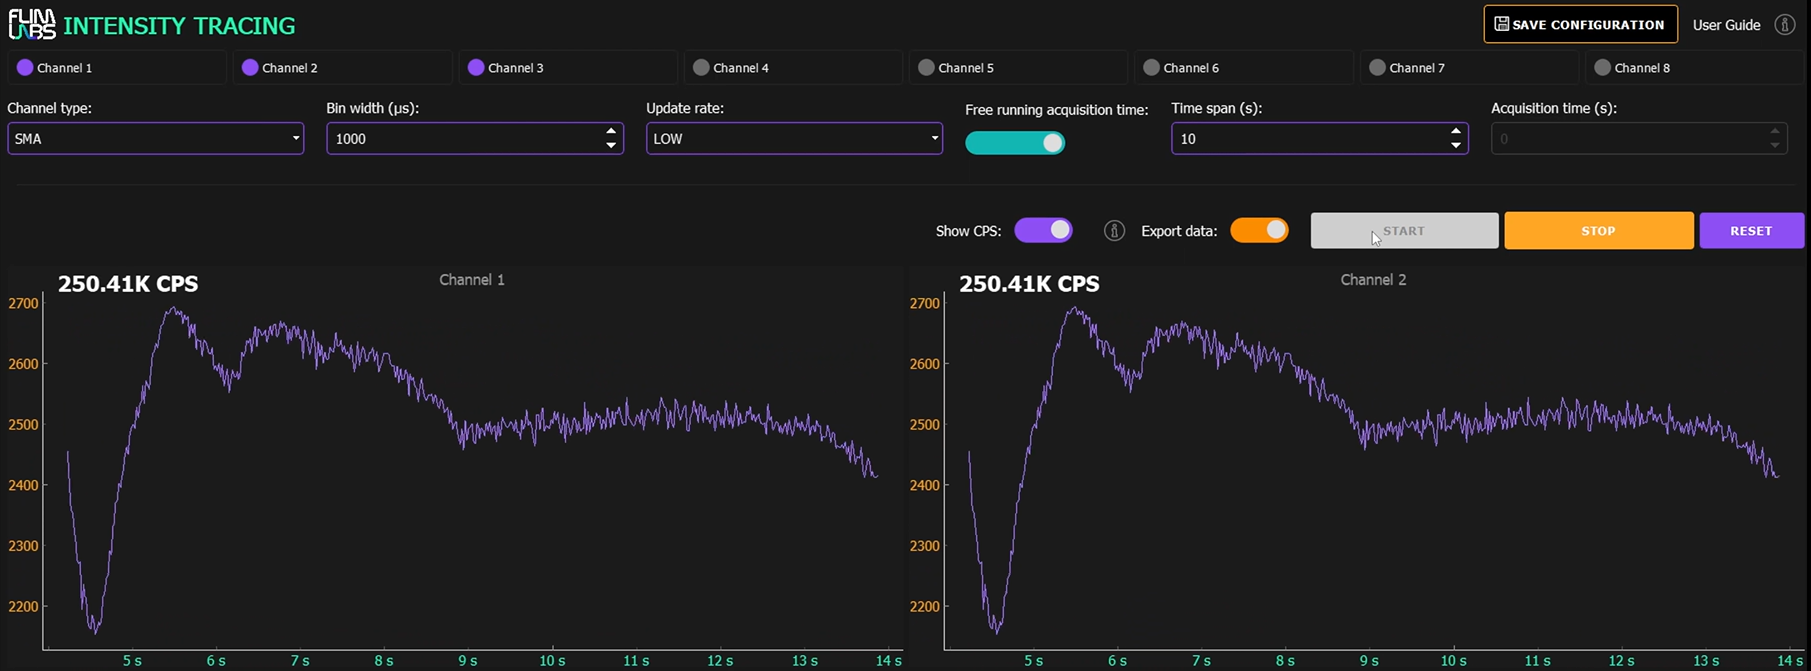 FLIM LABS INTENSITY TRACING SAVE CONFIGURATION User Guide
Channel 1 Channel 2 Channel 3 Channel 4 Channel 5 Channel 6 Channel 7 Channel 8
Channel type: Bin width (µs): Update rate: Free running acquisition time: Time span (s): Acquisition time (s):
SMA 1000 LOW 10 0
Show CPS: Export data: START STOP RESET
250.41K CPS Channel 1
2700
2600
2500
2400
2300
2200
5 s 6 s 7 s 8 s 9 s 10 s 11 s 12 s 13 s 14 s
250.41K CPS Channel 2
2700
2600
2500
2400
2300
2200
5 s 6 s 7 s 8 s 9 s 10 s 11 s 12 s 13 s 14 s